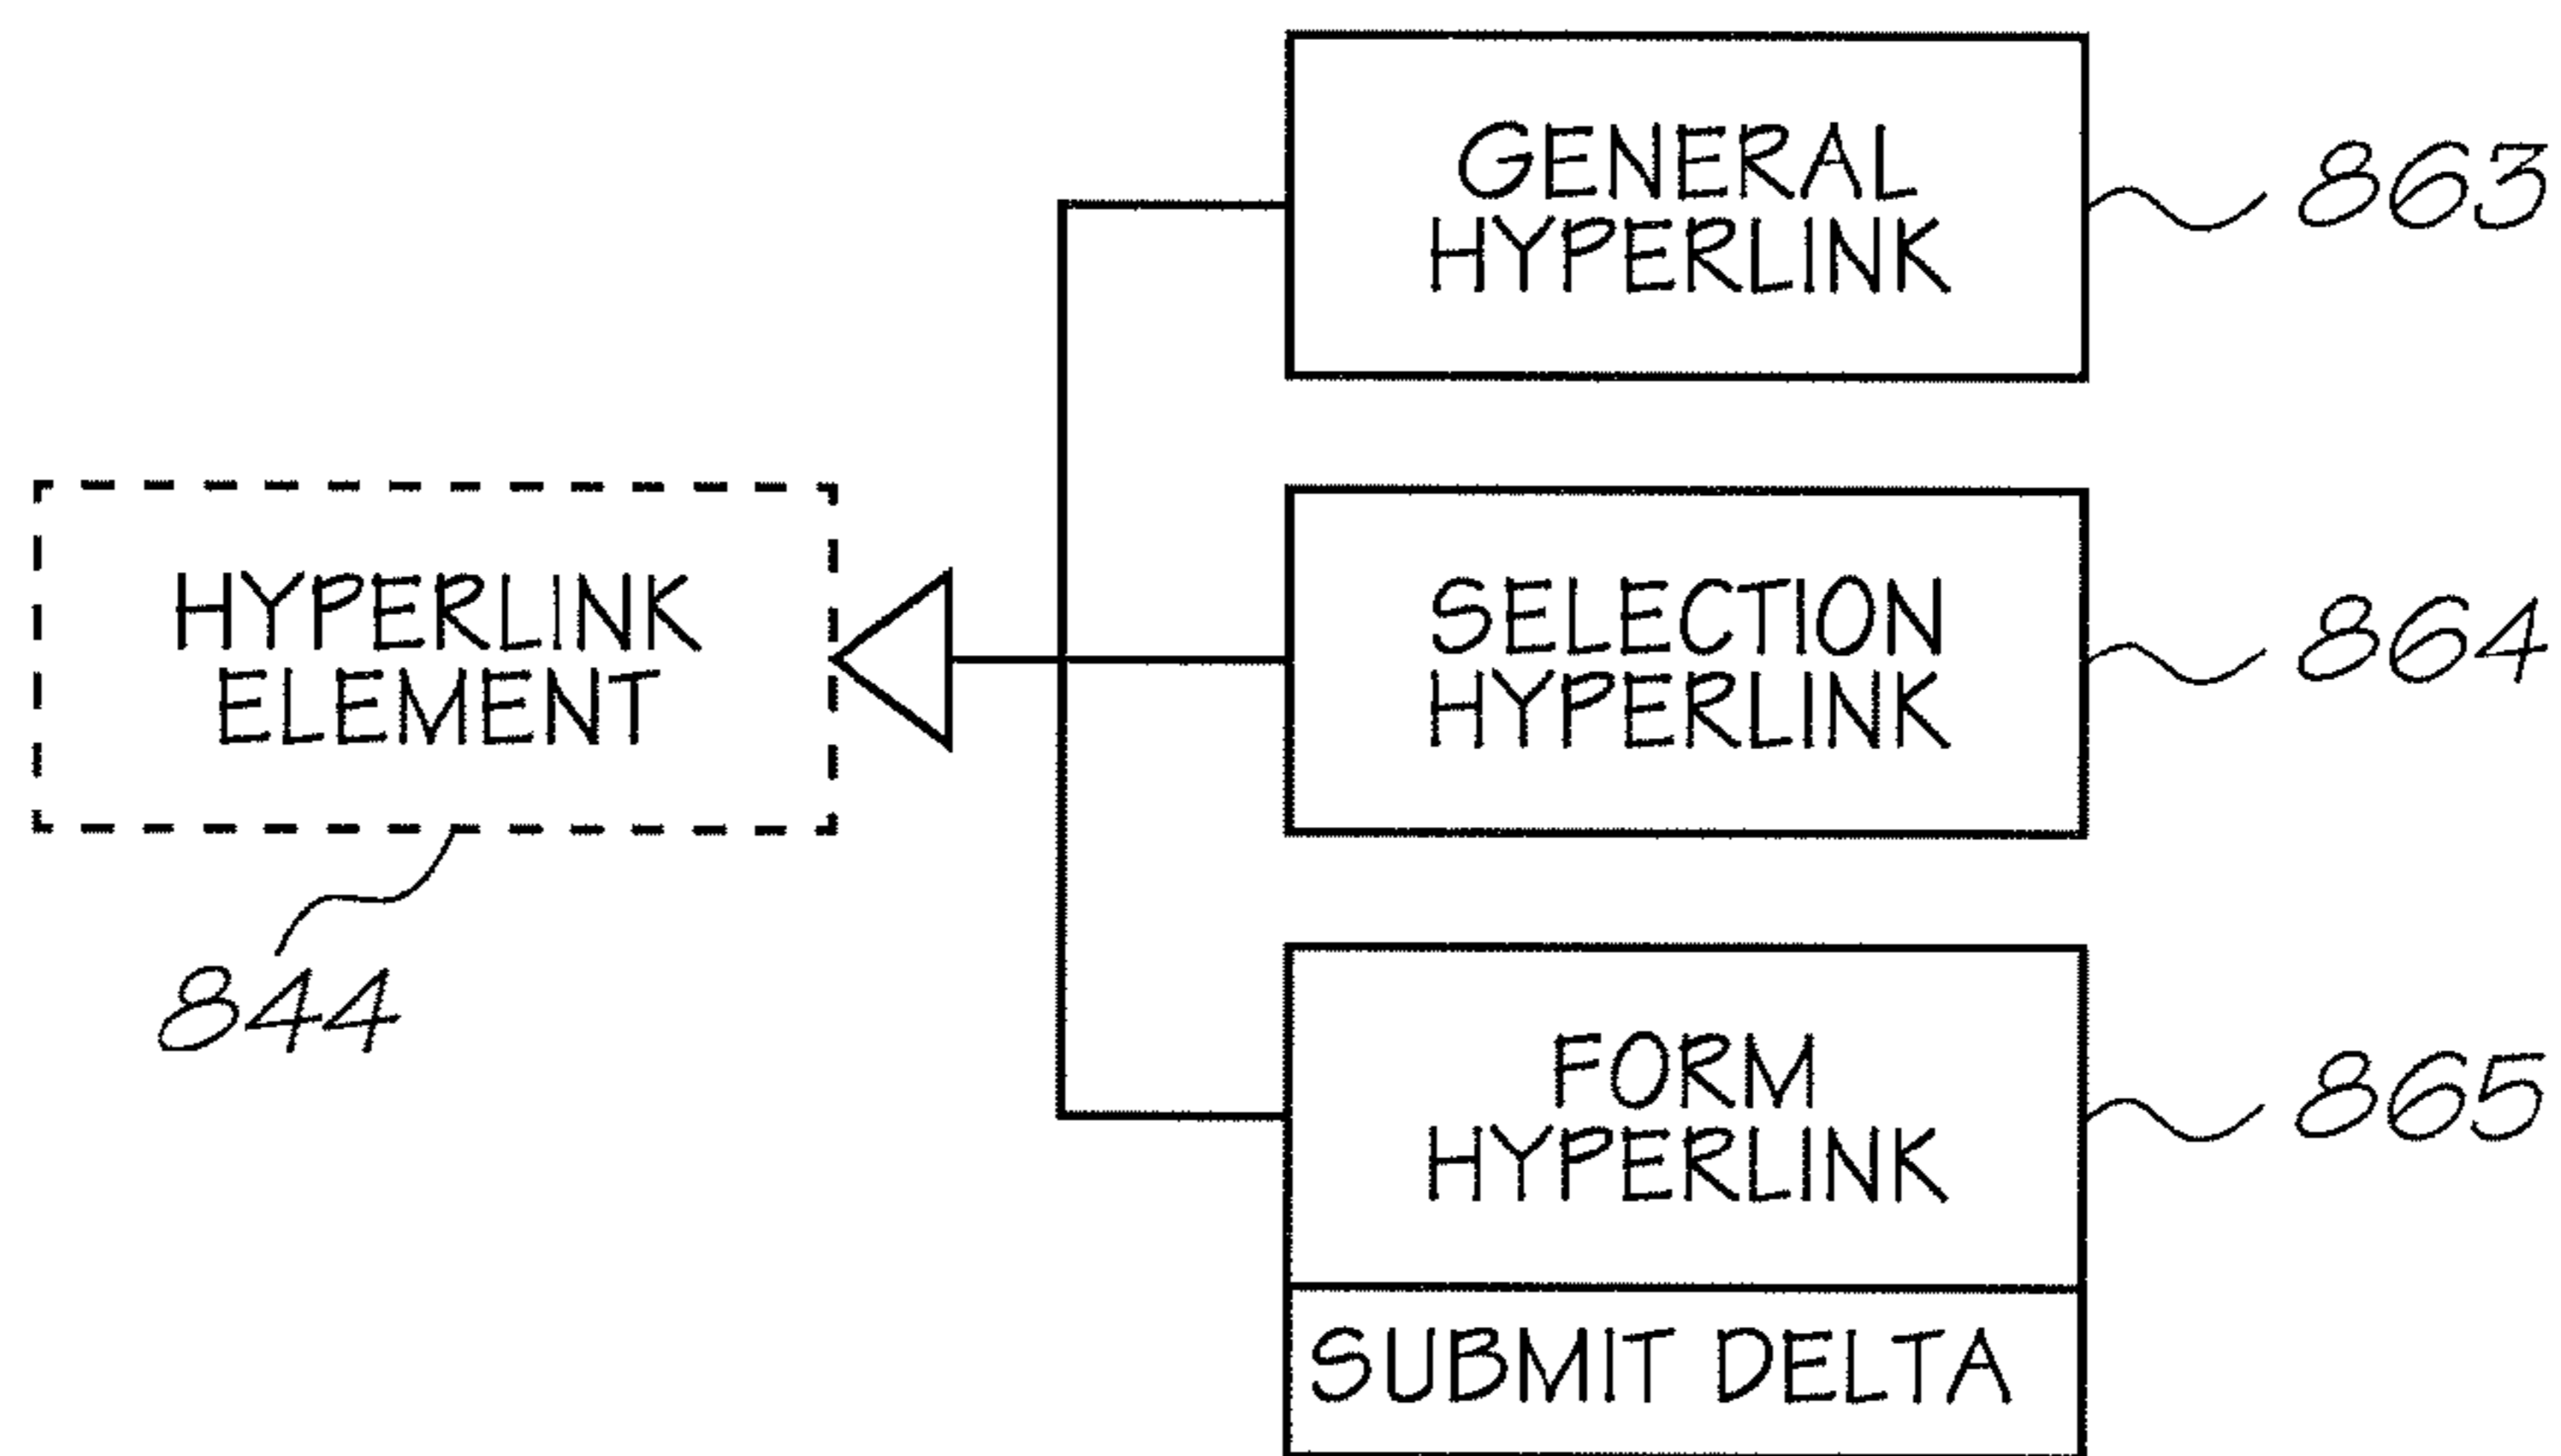 GENERAL
HYPERLINK
863
HYPERLINK
ELEMENT
844
SELECTION
HYPERLINK
864
FORM
HYPERLINK
865
SUBMIT DELTA